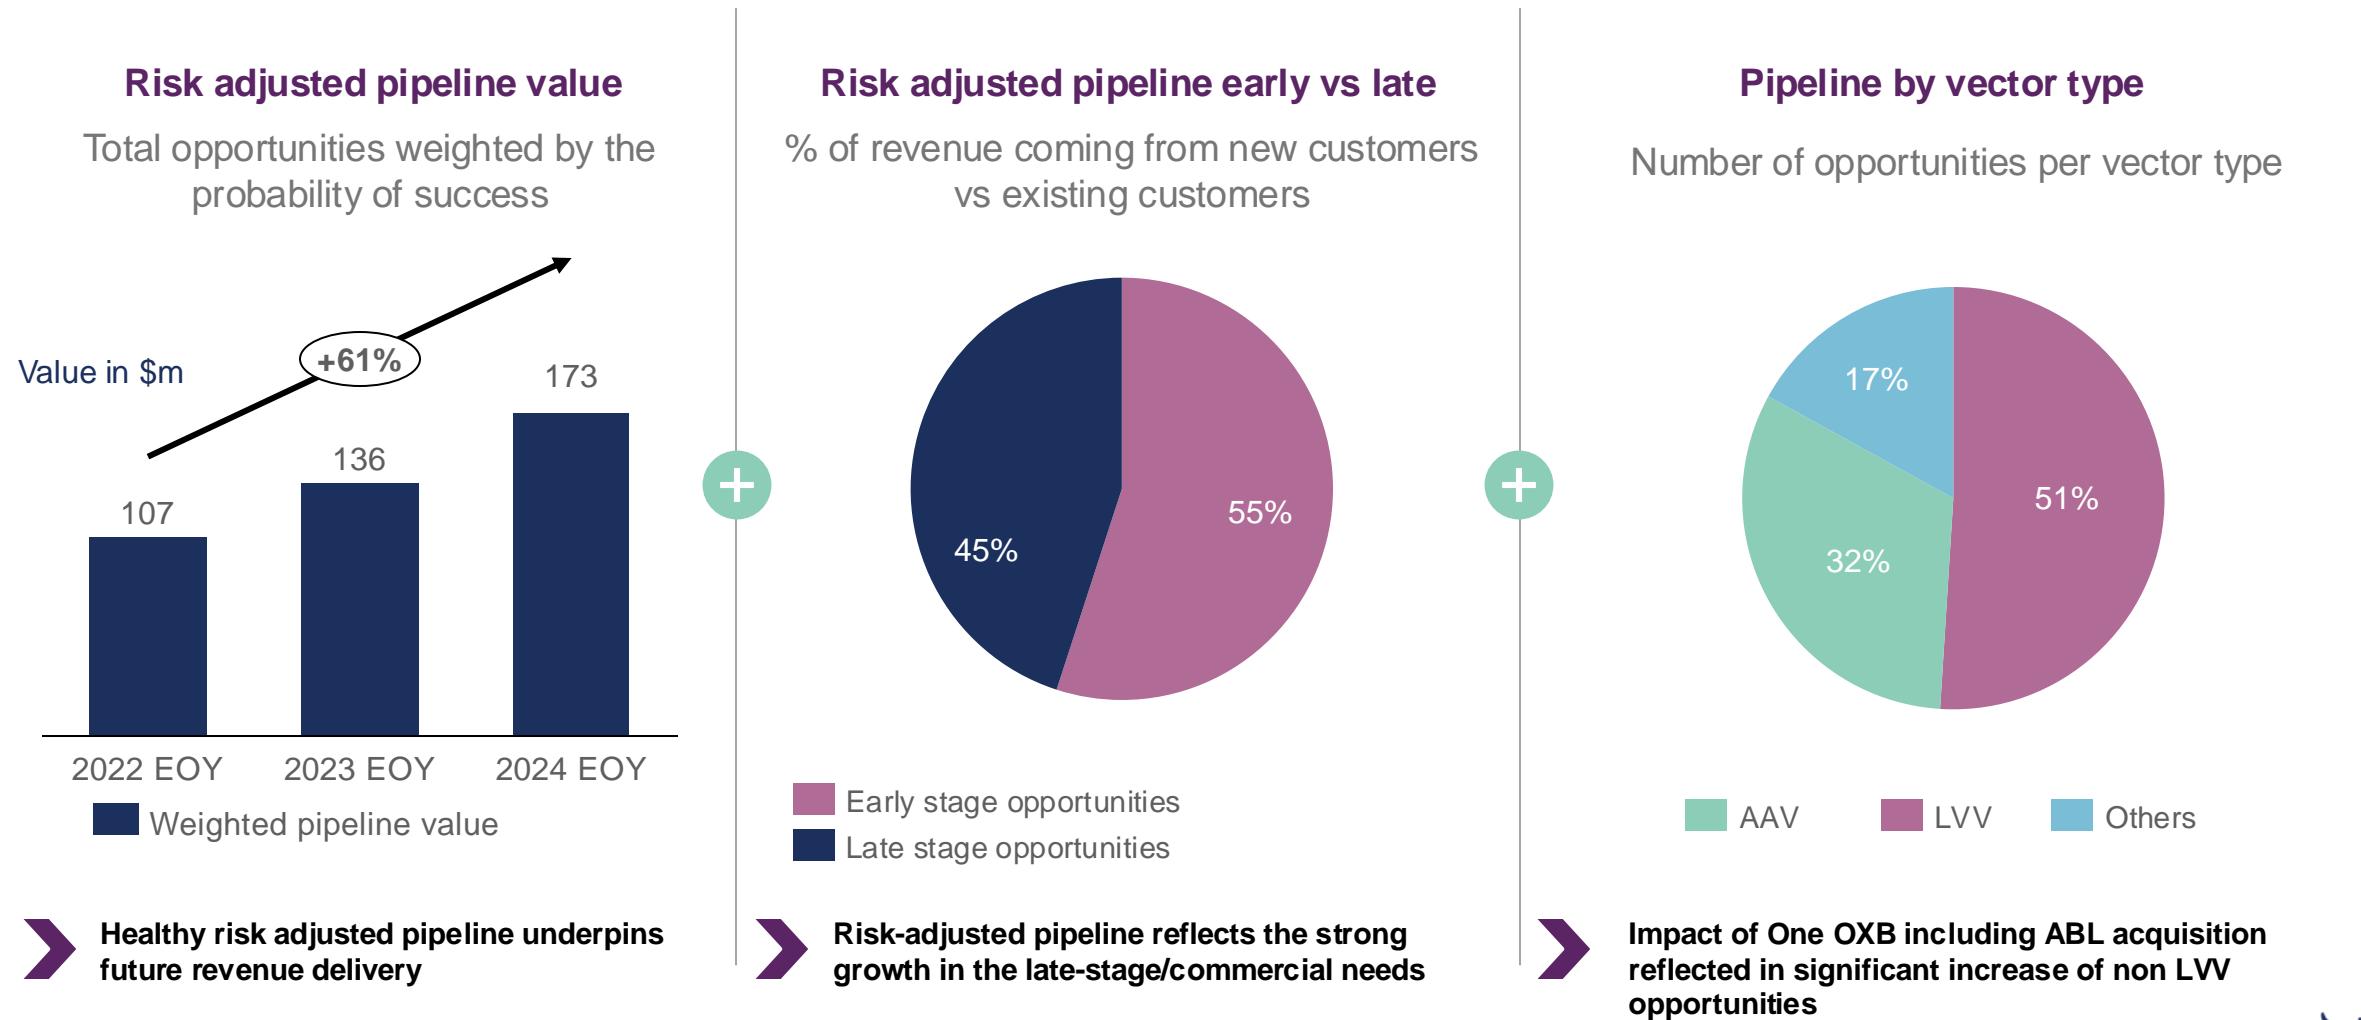 Risk adjusted pipeline value
Total opportunities weighted by the
probability of success
Value in $m
+61%
107
136
173
2022 EOY
2023 EOY
2024 EOY
Weighted pipeline value
Healthy risk adjusted pipeline underpins
future revenue delivery
+
Risk adjusted pipeline early vs late
% of revenue coming from new customers
vs existing customers
55%
45%
Early stage opportunities
Late stage opportunities
Risk-adjusted pipeline reflects the strong
growth in the late-stage/commercial needs
+
Pipeline by vector type
Number of opportunities per vector type
17%
51%
32%
AAV
LVV
Others
Impact of One OXB including ABL acquisition
reflected in significant increase of non LVV
opportunities